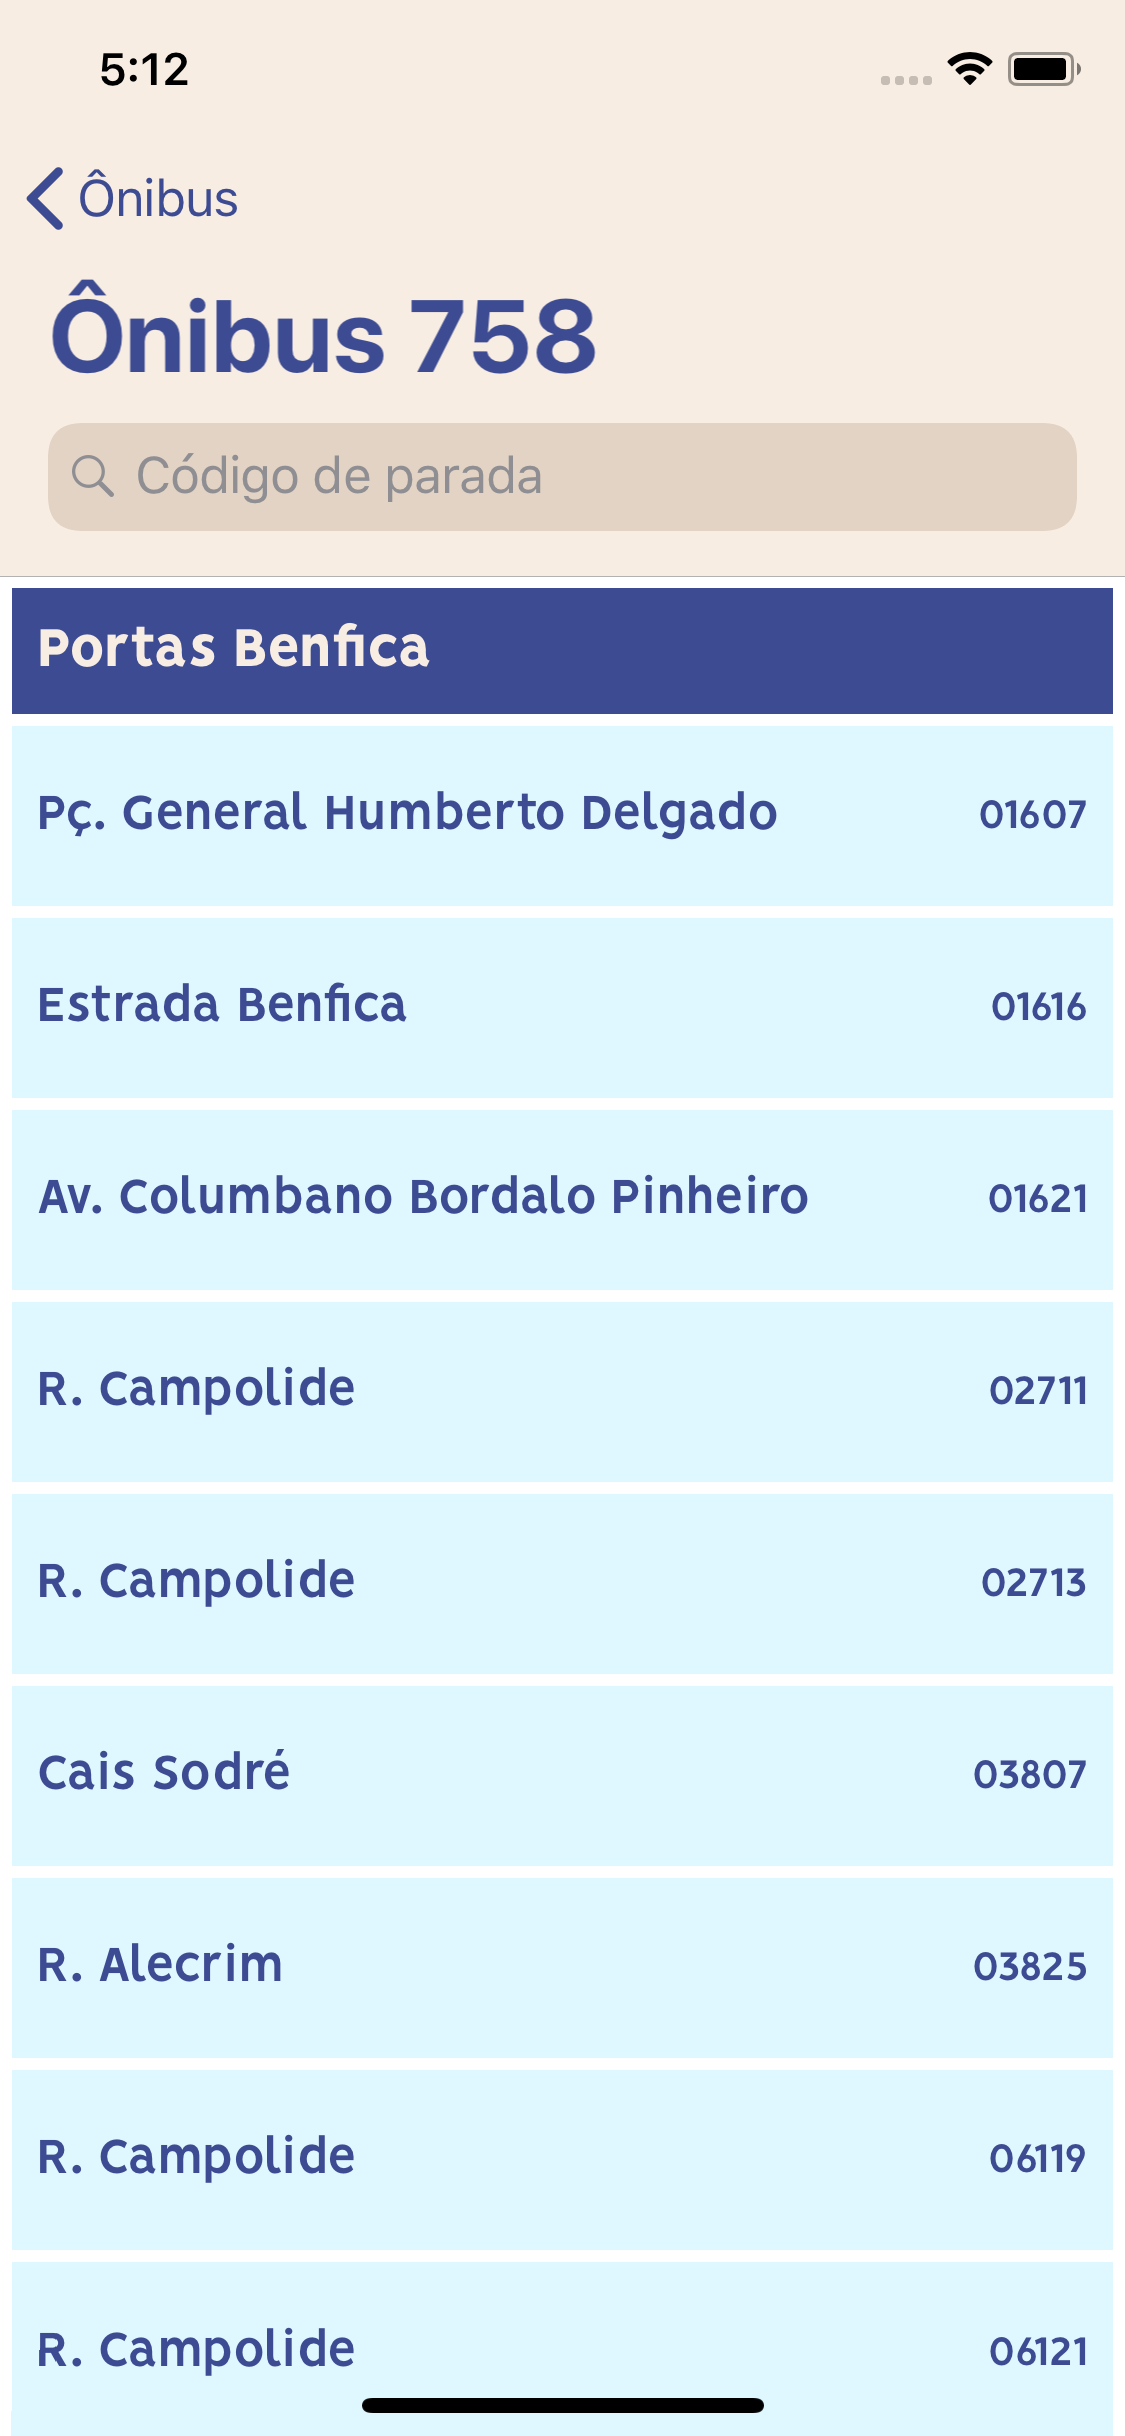 5:12
Ônibus
Ônibus 758
Código de parada
Portas Benfica
Pç. General Humberto Delgado 01607
Estrada Benfica 01616
Av. Columbano Bordalo Pinheiro 01621
R. Campolide 02711
R. Campolide 02713
Cais Sodré 03807
R. Alecrim 03825
R. Campolide 06119
R. Campolide 06121